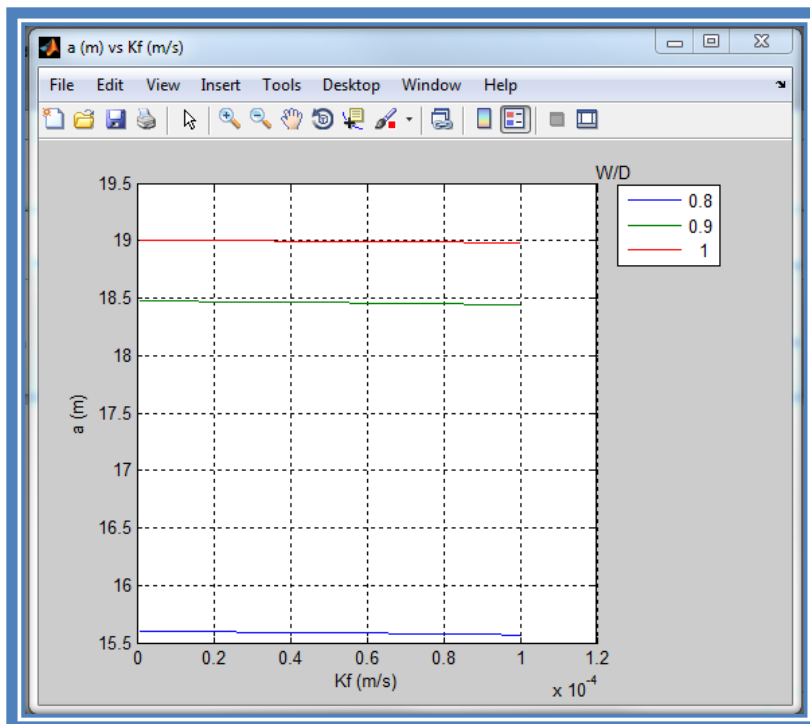 a (m) vs Kf (m/s)
File Edit View Insert Tools Desktop Window Help
W/D
0.8
0.9
1
19.5
19
18.5
18
17.5
17
16.5
16
15.5
a (m)
0 0.2 0.4 0.6 0.8 1 1.2
Kf (m/s)
x 10^-4